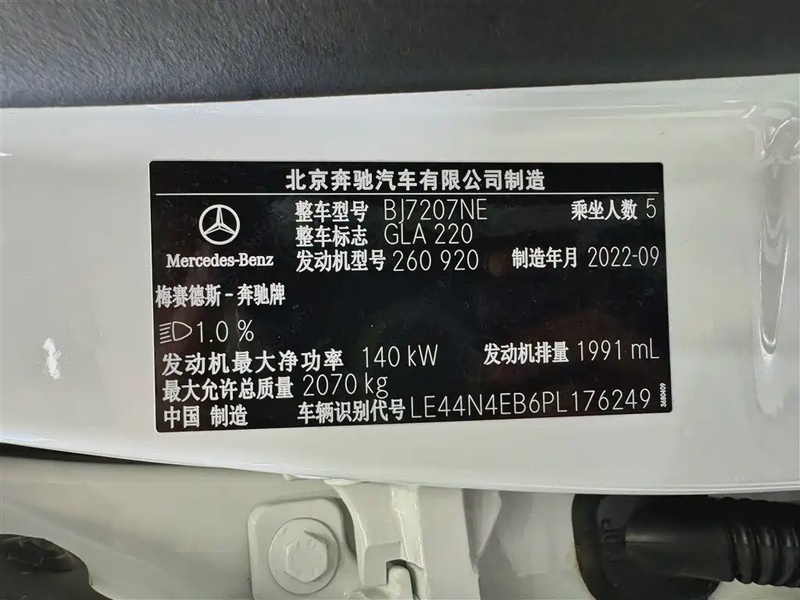 北京奔驰汽车有限公司制造
整车型号 BJ7207NE 乘坐人数 5
整车标志 GLA 220
Mercedes-Benz 发动机型号 260 920 制造年月 2022-09
梅赛德斯-奔驰牌
1.0 %
发动机最大净功率 140 kW 发动机排量 1991 mL
最大允许总质量 2070 kg
中国 制造 车辆识别代号 LE44N4EB6PL176249